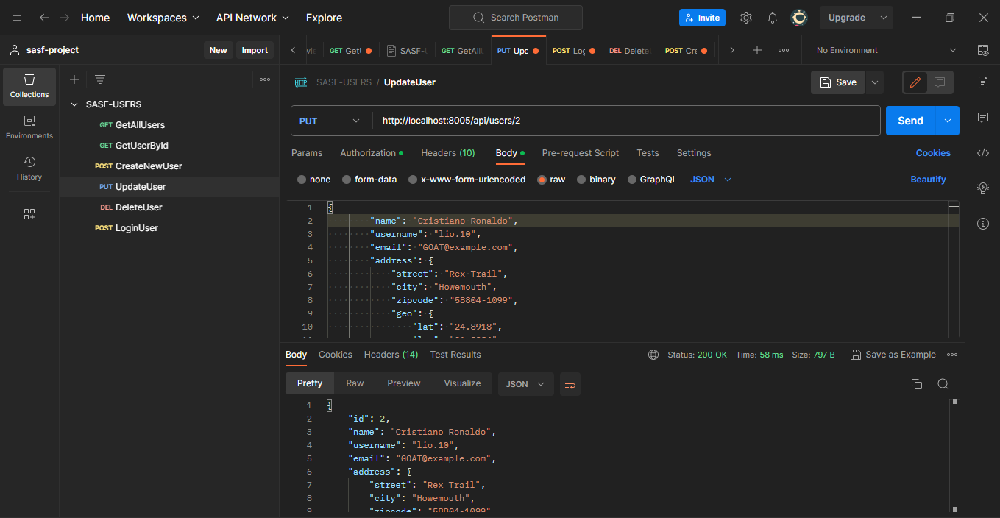 Home Workspaces API Network Explore Search Postman Invite Upgrade
sasf-project New Import GET GetU SASF-U GET GetAllU PUT Upd POST Log DEL Delete POST Cre No Environment
Collections
Environments
History
SASF-USERS
GET GetAllUsers
GET GetUserById
POST CreateNewUser
PUT UpdateUser
DEL DeleteUser
POST LoginUser
HTTP SASF-USERS / UpdateUser Save
PUT http://localhost:8005/api/users/2 Send
Params Authorization Headers (10) Body Pre-request Script Tests Settings Cookies
none form-data x-www-form-urlencoded raw binary GraphQL JSON Beautify
1 {
2 "name": "Cristiano Ronaldo",
3 "username": "lio.10",
4 "email": "GOAT@example.com",
5 "address": {
6 "street": "Rex Trail",
7 "city": "Howemouth",
8 "zipcode": "58804-1099",
9 "geo": {
10 "lat": "24.8918",
Body Cookies Headers (14) Test Results Status: 200 OK Time: 58 ms Size: 797 B Save as Example
Pretty Raw Preview Visualize JSON
1 {
2 "id": 2,
3 "name": "Cristiano Ronaldo",
4 "username": "lio.10",
5 "email": "GOAT@example.com",
6 "address": {
7 "street": "Rex Trail",
8 "city": "Howemouth",
9 "zipcode": "58804-1099"